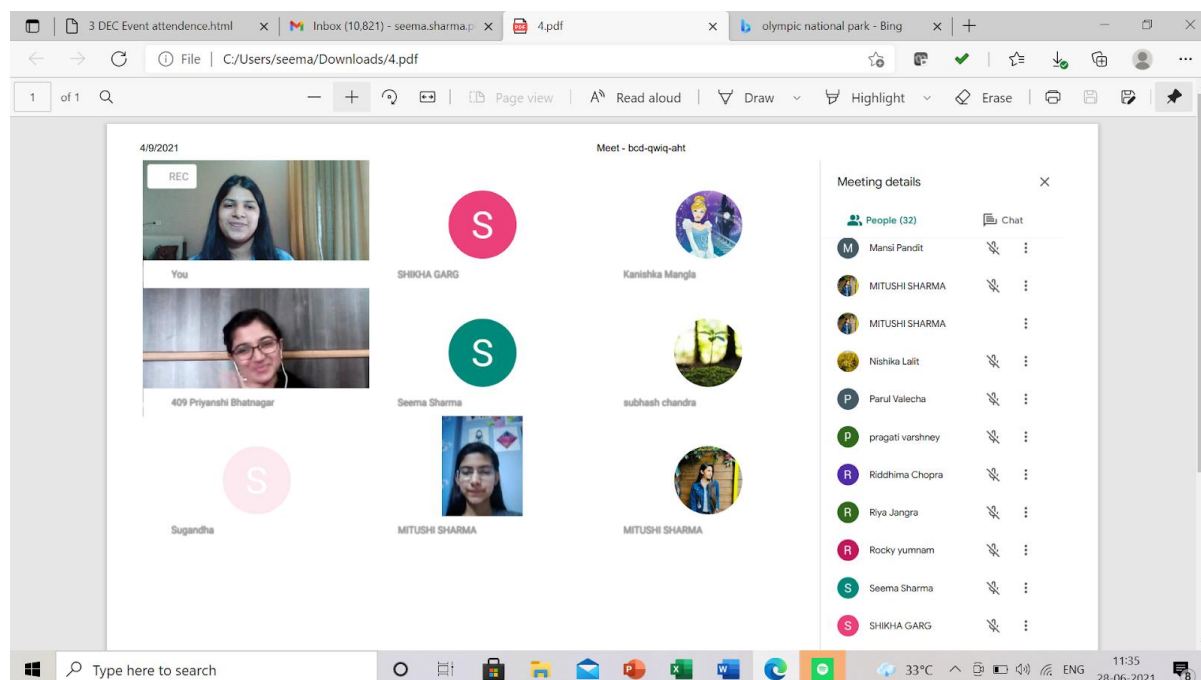 3 DEC Event attendence.html
Inbox (10,821) - seema.sharma.p
4.pdf
olympic national park - Bing
File | C:/Users/seema/Downloads/4.pdf
1 of 1
Page view
Read aloud
Draw
Highlight
Erase
4/9/2021
Meet - bcd-qwiq-aht
REC
You
S
SHIKHA GARG
Kanishka Mangla
409 Priyanshi Bhatnagar
S
Seema Sharma
subhash chandra
S
Sugandha
MITUSHI SHARMA
MITUSHI SHARMA
Meeting details
People (32)
Chat
M Mansi Pandit
MITUSHI SHARMA
MITUSHI SHARMA
Nishika Lalit
P Parul Valecha
p pragati varshney
R Riddhima Chopra
R Riya Jangra
R Rocky yumnam
S Seema Sharma
S SHIKHA GARG
Type here to search
33°C
ENG
11:35
28-06-2021
8